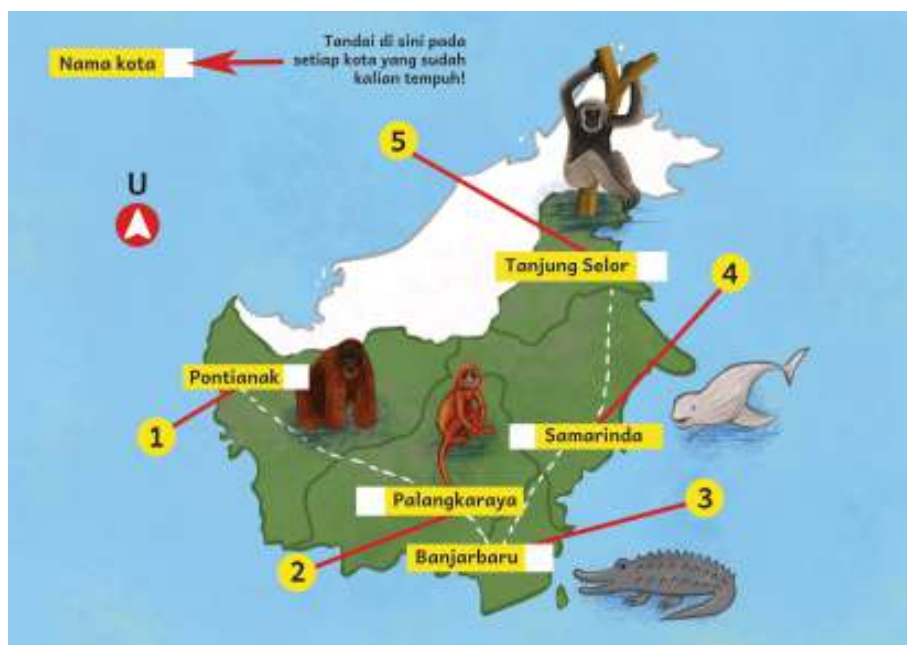 Nama kota
Tandai di sini pada
setiap kota yang sudah
kalian tempuh!
U
5
Tanjung Selor
4
Pontianak
1
Samarinda
Palangkaraya
3
Banjarbaru
2